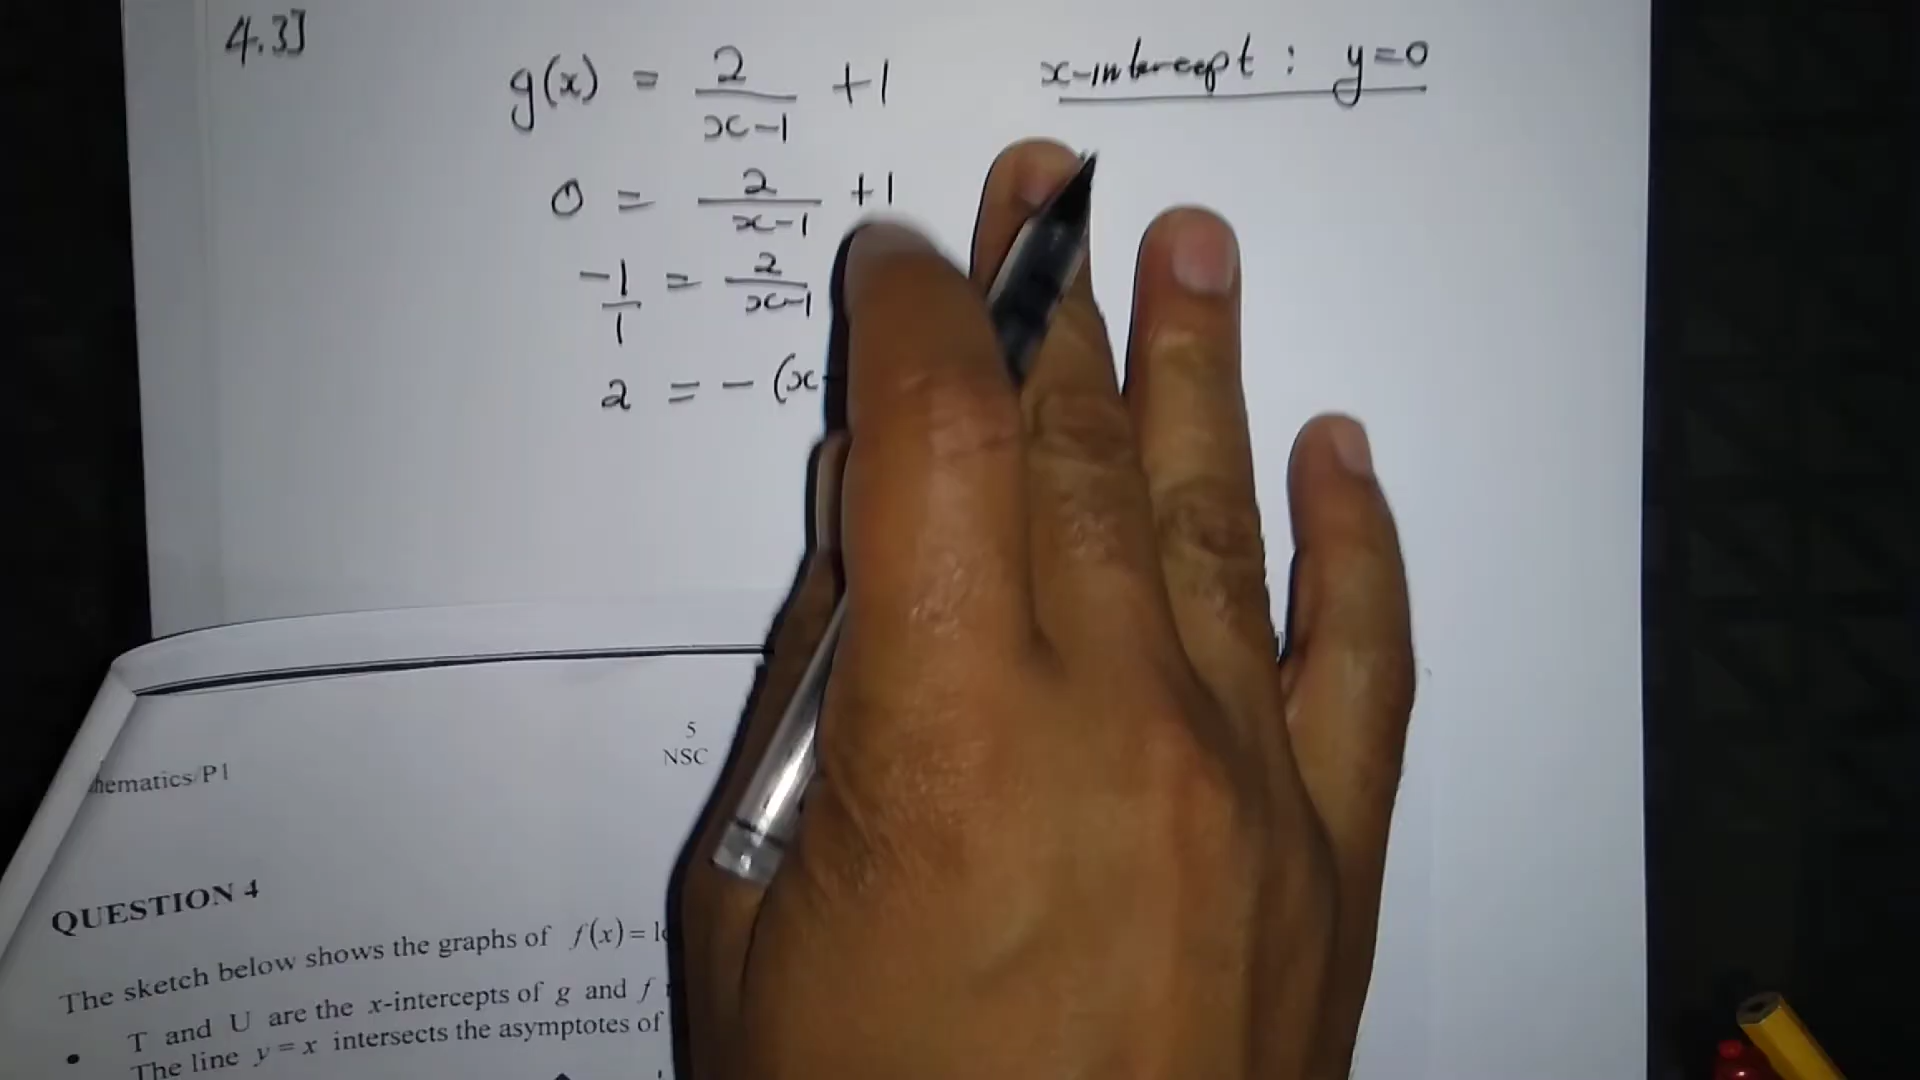 4.3]
g(x) = 2/(x-1) +1
x-intercept : y=0
0 = 2/(x-1) +1
-1/1 = 2/(x-1)
2 = - (x
5
NSC
hematics/P1
QUESTION 4
The sketch below shows the graphs of f(x) =
T and U are the x-intercepts of g and f
• The line y = x intersects the asymptotes of